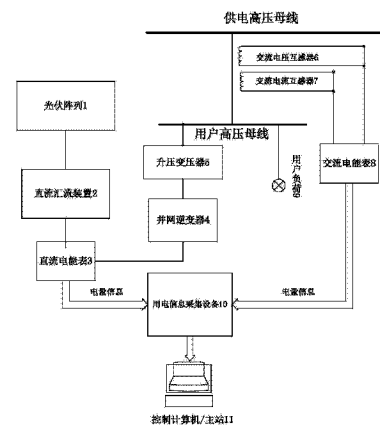 供电高压母线
交流电压互感器6
交流电流互感器7
光伏阵列1
用户高压母线
升压变压器5
用户负荷9
交流电能表8
直流汇流装置2
并网逆变器4
直流电能表3
电量信息
用电信息采集设备10
电量信息
控制计算机/主站11